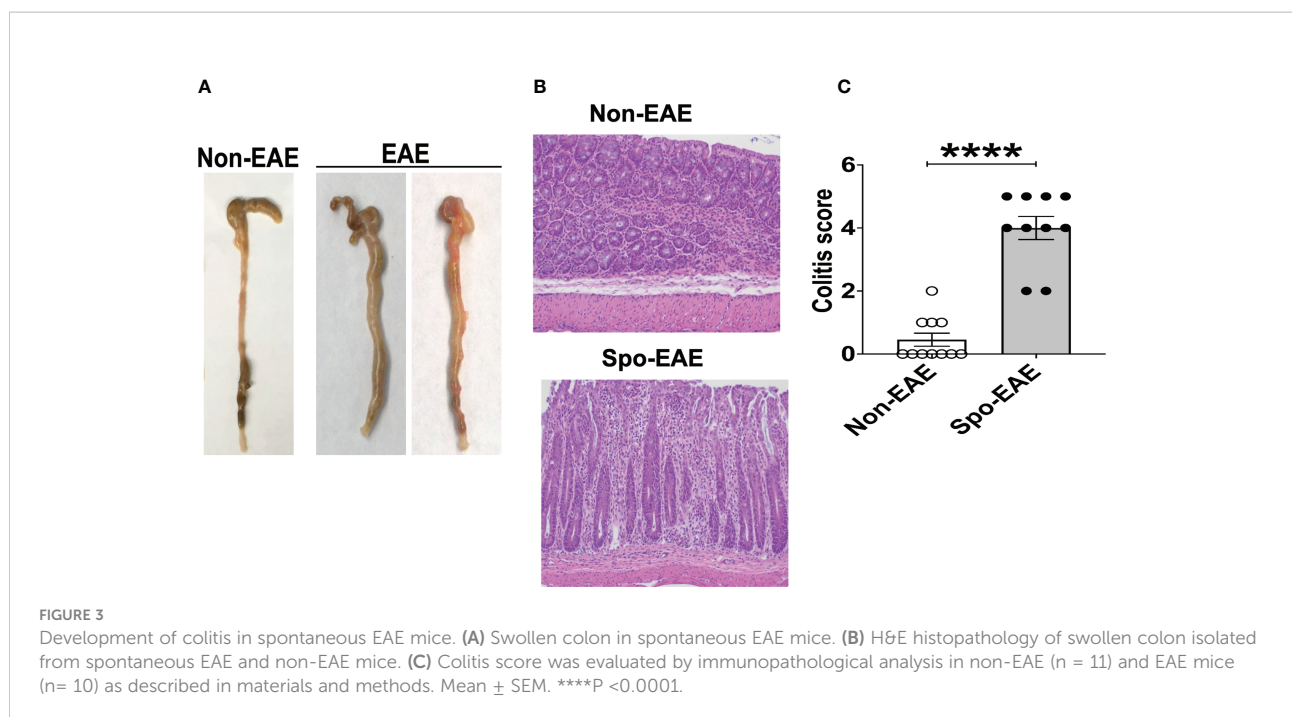 A
B
C
Non-EAE
EAE
Non-EAE
Spo-EAE
****
6
4
2
0
Colitis score
Non-EAE
Spo-EAE
FIGURE 3
Development of colitis in spontaneous EAE mice. (A) Swollen colon in spontaneous EAE mice. (B) H&E histopathology of swollen colon isolated
from spontaneous EAE and non-EAE mice. (C) Colitis score was evaluated by immunopathological analysis in non-EAE (n = 11) and EAE mice
(n= 10) as described in materials and methods. Mean ± SEM. ****P <0.0001.